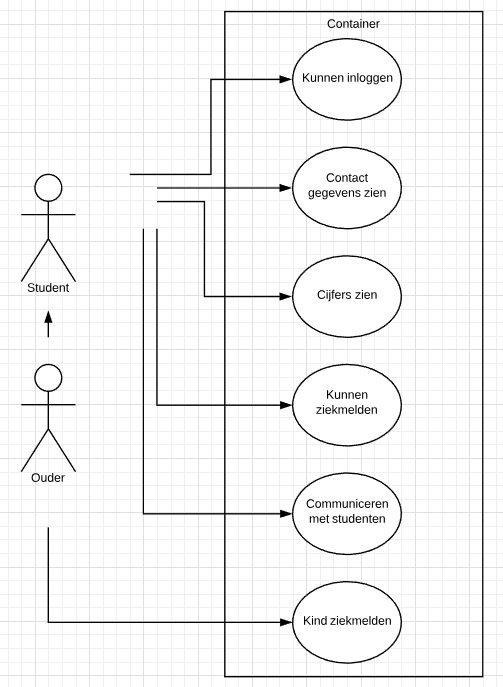 Container
Kunnen inloggen
Contact
gegevens zien
Student
Cijfers zien
Kunnen
ziekmelden
Ouder
Communiceren
met studenten
Kind ziekmelden